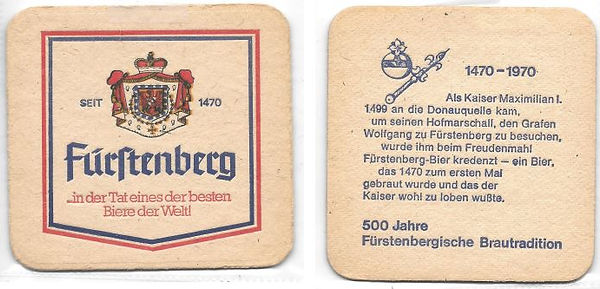 SEIT 1470
Fürstenberg
...in der Tat eines der besten
Biere der Welt!
1470-1970
Als Kaiser Maximilian I.
1499 an die Donauquelle kam,
um seinen Hofmarschall, den Grafen
Wolfgang zu Fürstenberg zu besuchen,
wurde ihm beim Freudenmahl
Fürstenberg-Bier kredenzt – ein Bier,
das 1470 zum ersten Mal
gebraut wurde und das der
Kaiser wohl zu loben wußte.
500 Jahre
Fürstenbergische Brautradition